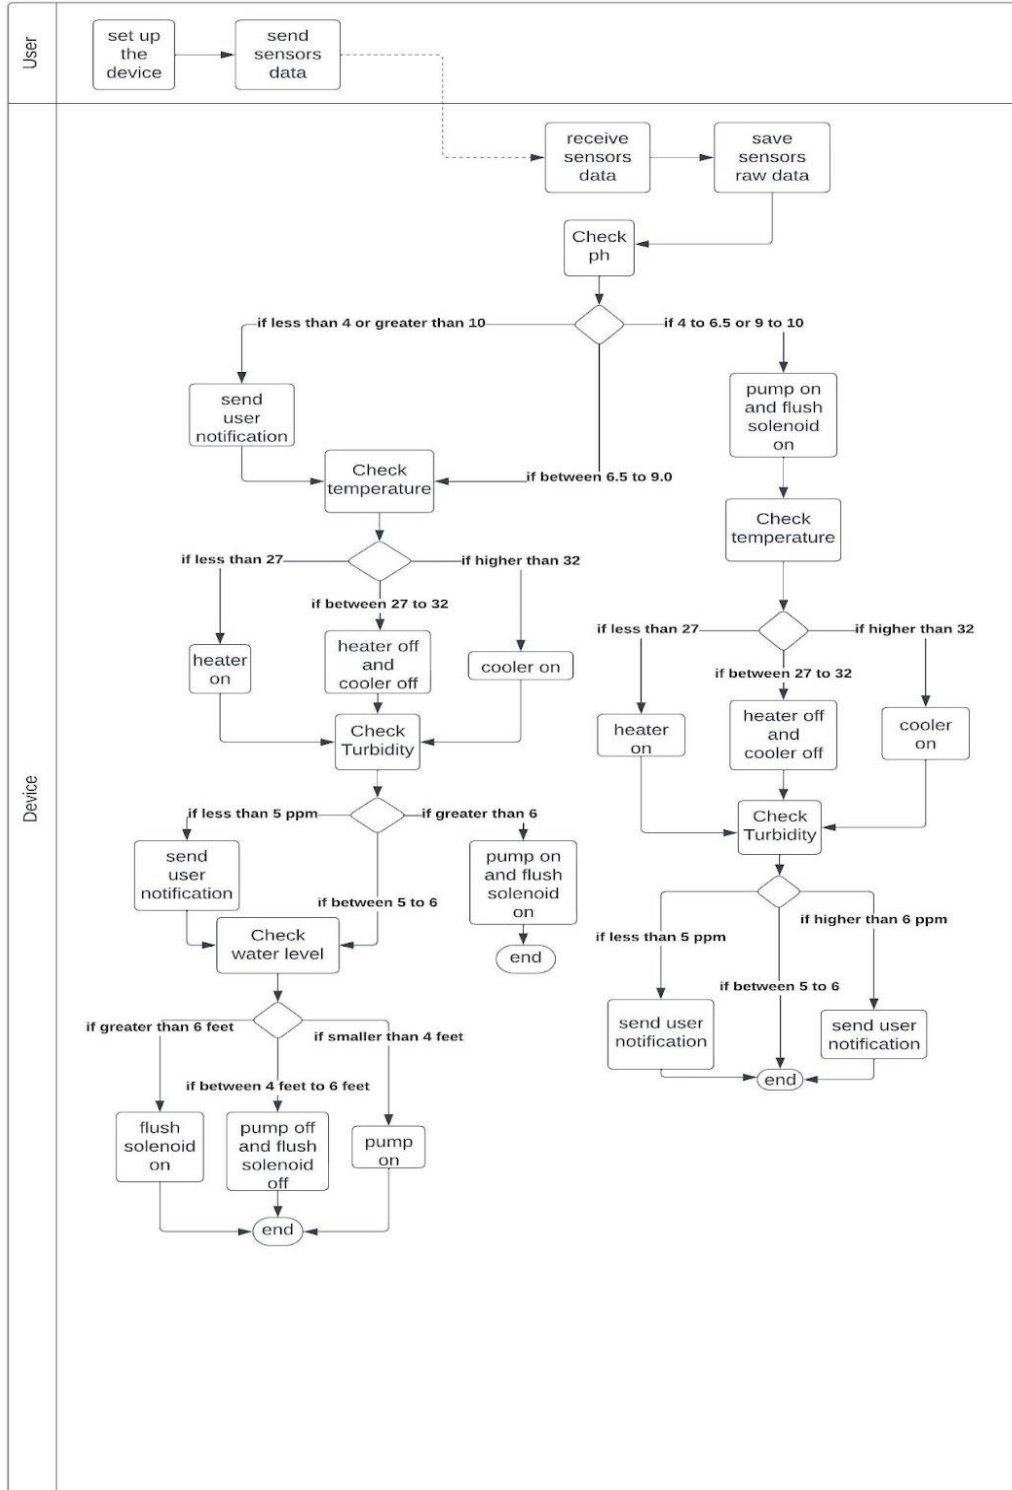 User
set up
the
device
send
sensors
data
Device
receive
sensors
data
save
sensors
raw data
Check
ph
if less than 4 or greater than 10
if 4 to 6.5 or 9 to 10
send
user
notification
pump on
and flush
solenoid
on
Check
temperature
if between 6.5 to 9.0
Check
temperature
if less than 27
if higher than 32
if between 27 to 32
heater
on
heater off
and
cooler off
cooler on
if less than 27
if higher than 32
if between 27 to 32
heater
on
heater off
and
cooler off
cooler
on
Check
Turbidity
Check
Turbidity
if less than 5 ppm
if greater than 6
send
user
notification
if between 5 to 6
pump on
and flush
solenoid
on
end
if less than 5 ppm
if higher than 6 ppm
if between 5 to 6
send user
notification
send user
notification
end
Check
water level
if greater than 6 feet
if smaller than 4 feet
if between 4 feet to 6 feet
flush
solenoid
on
pump off
and flush
solenoid
off
pump
on
end